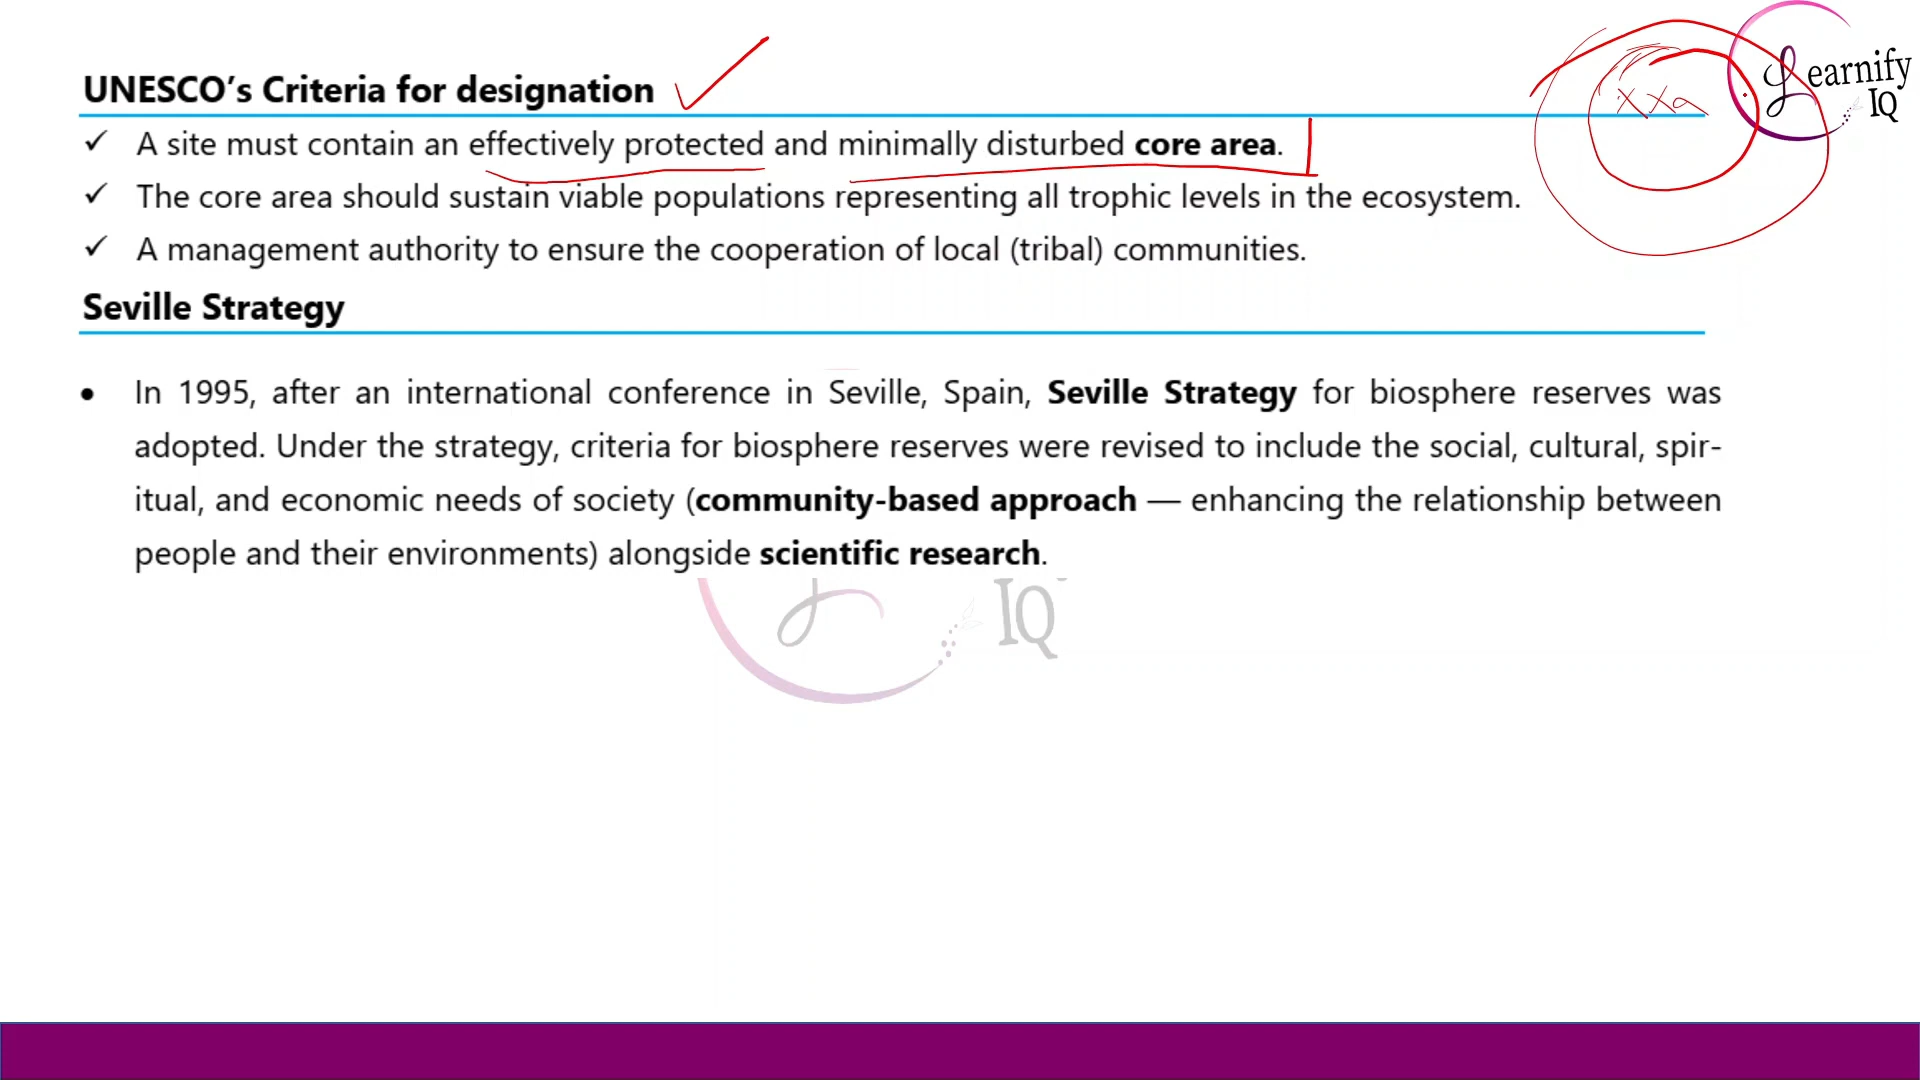 UNESCO’s Criteria for designation
✓ A site must contain an effectively protected and minimally disturbed core area.
✓ The core area should sustain viable populations representing all trophic levels in the ecosystem.
✓ A management authority to ensure the cooperation of local (tribal) communities.
Seville Strategy
• In 1995, after an international conference in Seville, Spain, Seville Strategy for biosphere reserves was
adopted. Under the strategy, criteria for biosphere reserves were revised to include the social, cultural, spir-
itual, and economic needs of society (community-based approach — enhancing the relationship between
people and their environments) alongside scientific research.
Learnify
IQ
IQ